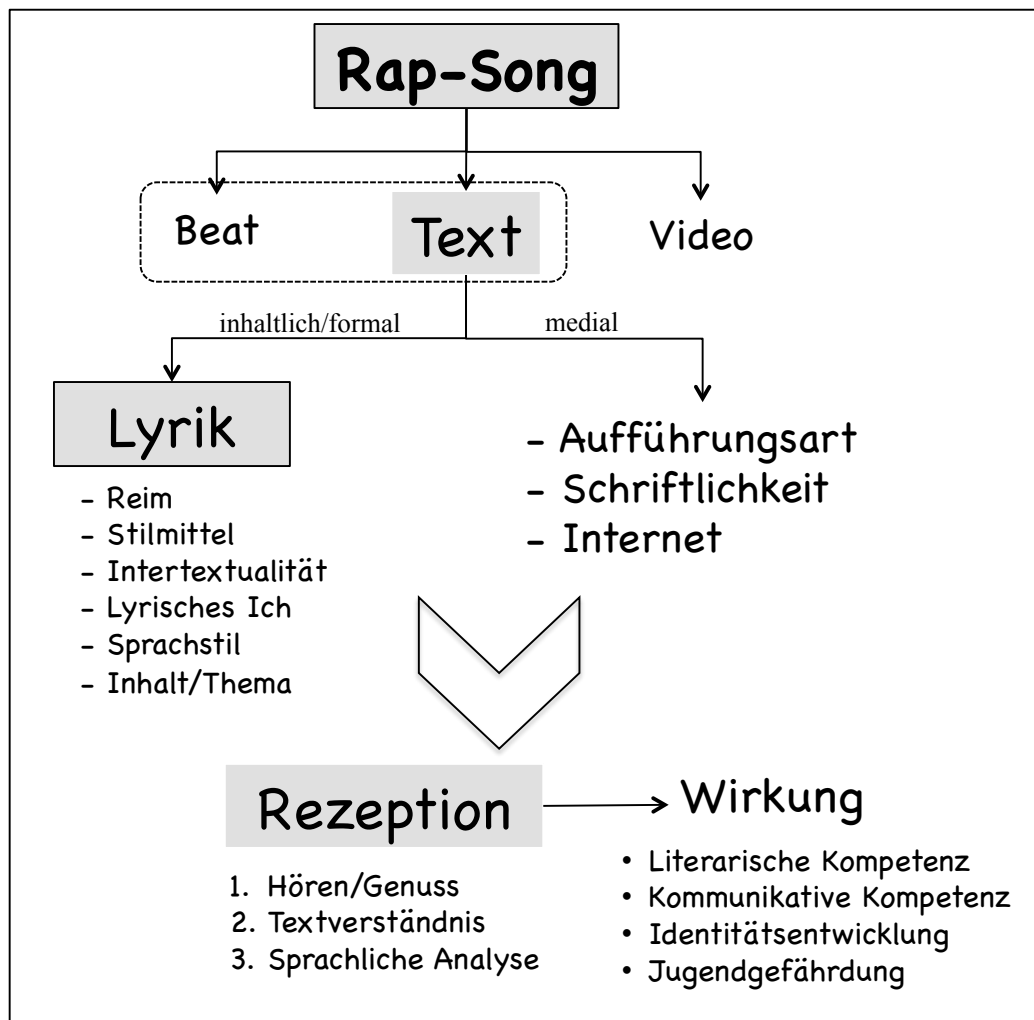 Rap-Song
Beat
Text
Video
inhaltlich/formal
medial
Lyrik
- Reim
- Stilmittel
- Intertextualität
- Lyrisches Ich
- Sprachstil
- Inhalt/Thema
- Aufführungsart
- Schriftlichkeit
- Internet
Rezeption
1. Hören/Genuss
2. Textverständnis
3. Sprachliche Analyse
Wirkung
• Literarische Kompetenz
• Kommunikative Kompetenz
• Identitätsentwicklung
• Jugendgefährdung